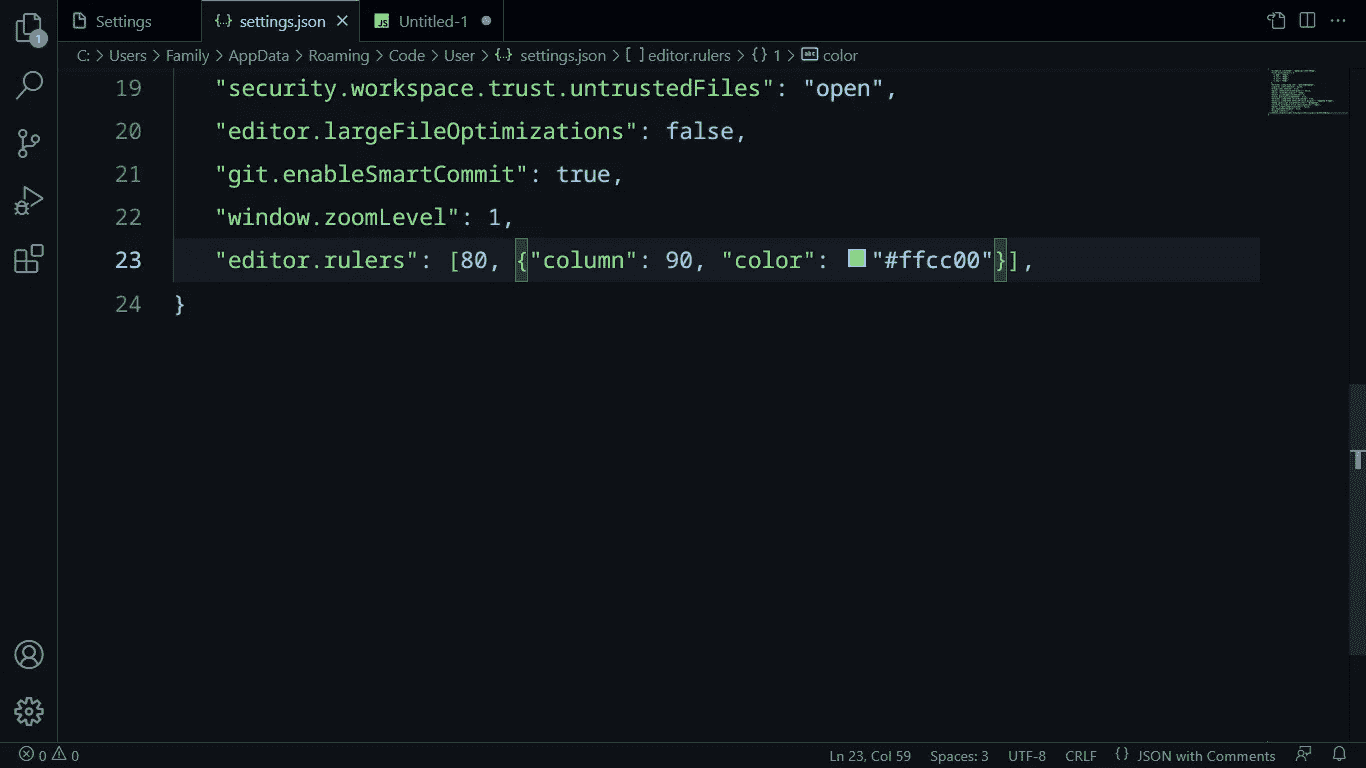 1
Settings
{..} settings.json
JS Untitled-1
C: > Users > Family > AppData > Roaming > Code > User > {..} settings.json > [ ] editor.rulers > {} 1 > abc color
19 "security.workspace.trust.untrustedFiles": "open",
20 "editor.largeFileOptimizations": false,
21 "git.enableSmartCommit": true,
22 "window.zoomLevel": 1,
23 "editor.rulers": [80, {"column": 90, "color": "#ffcc00"}],
24 }
0 0 Ln 23, Col 59 Spaces: 3 UTF-8 CRLF {} JSON with Comments